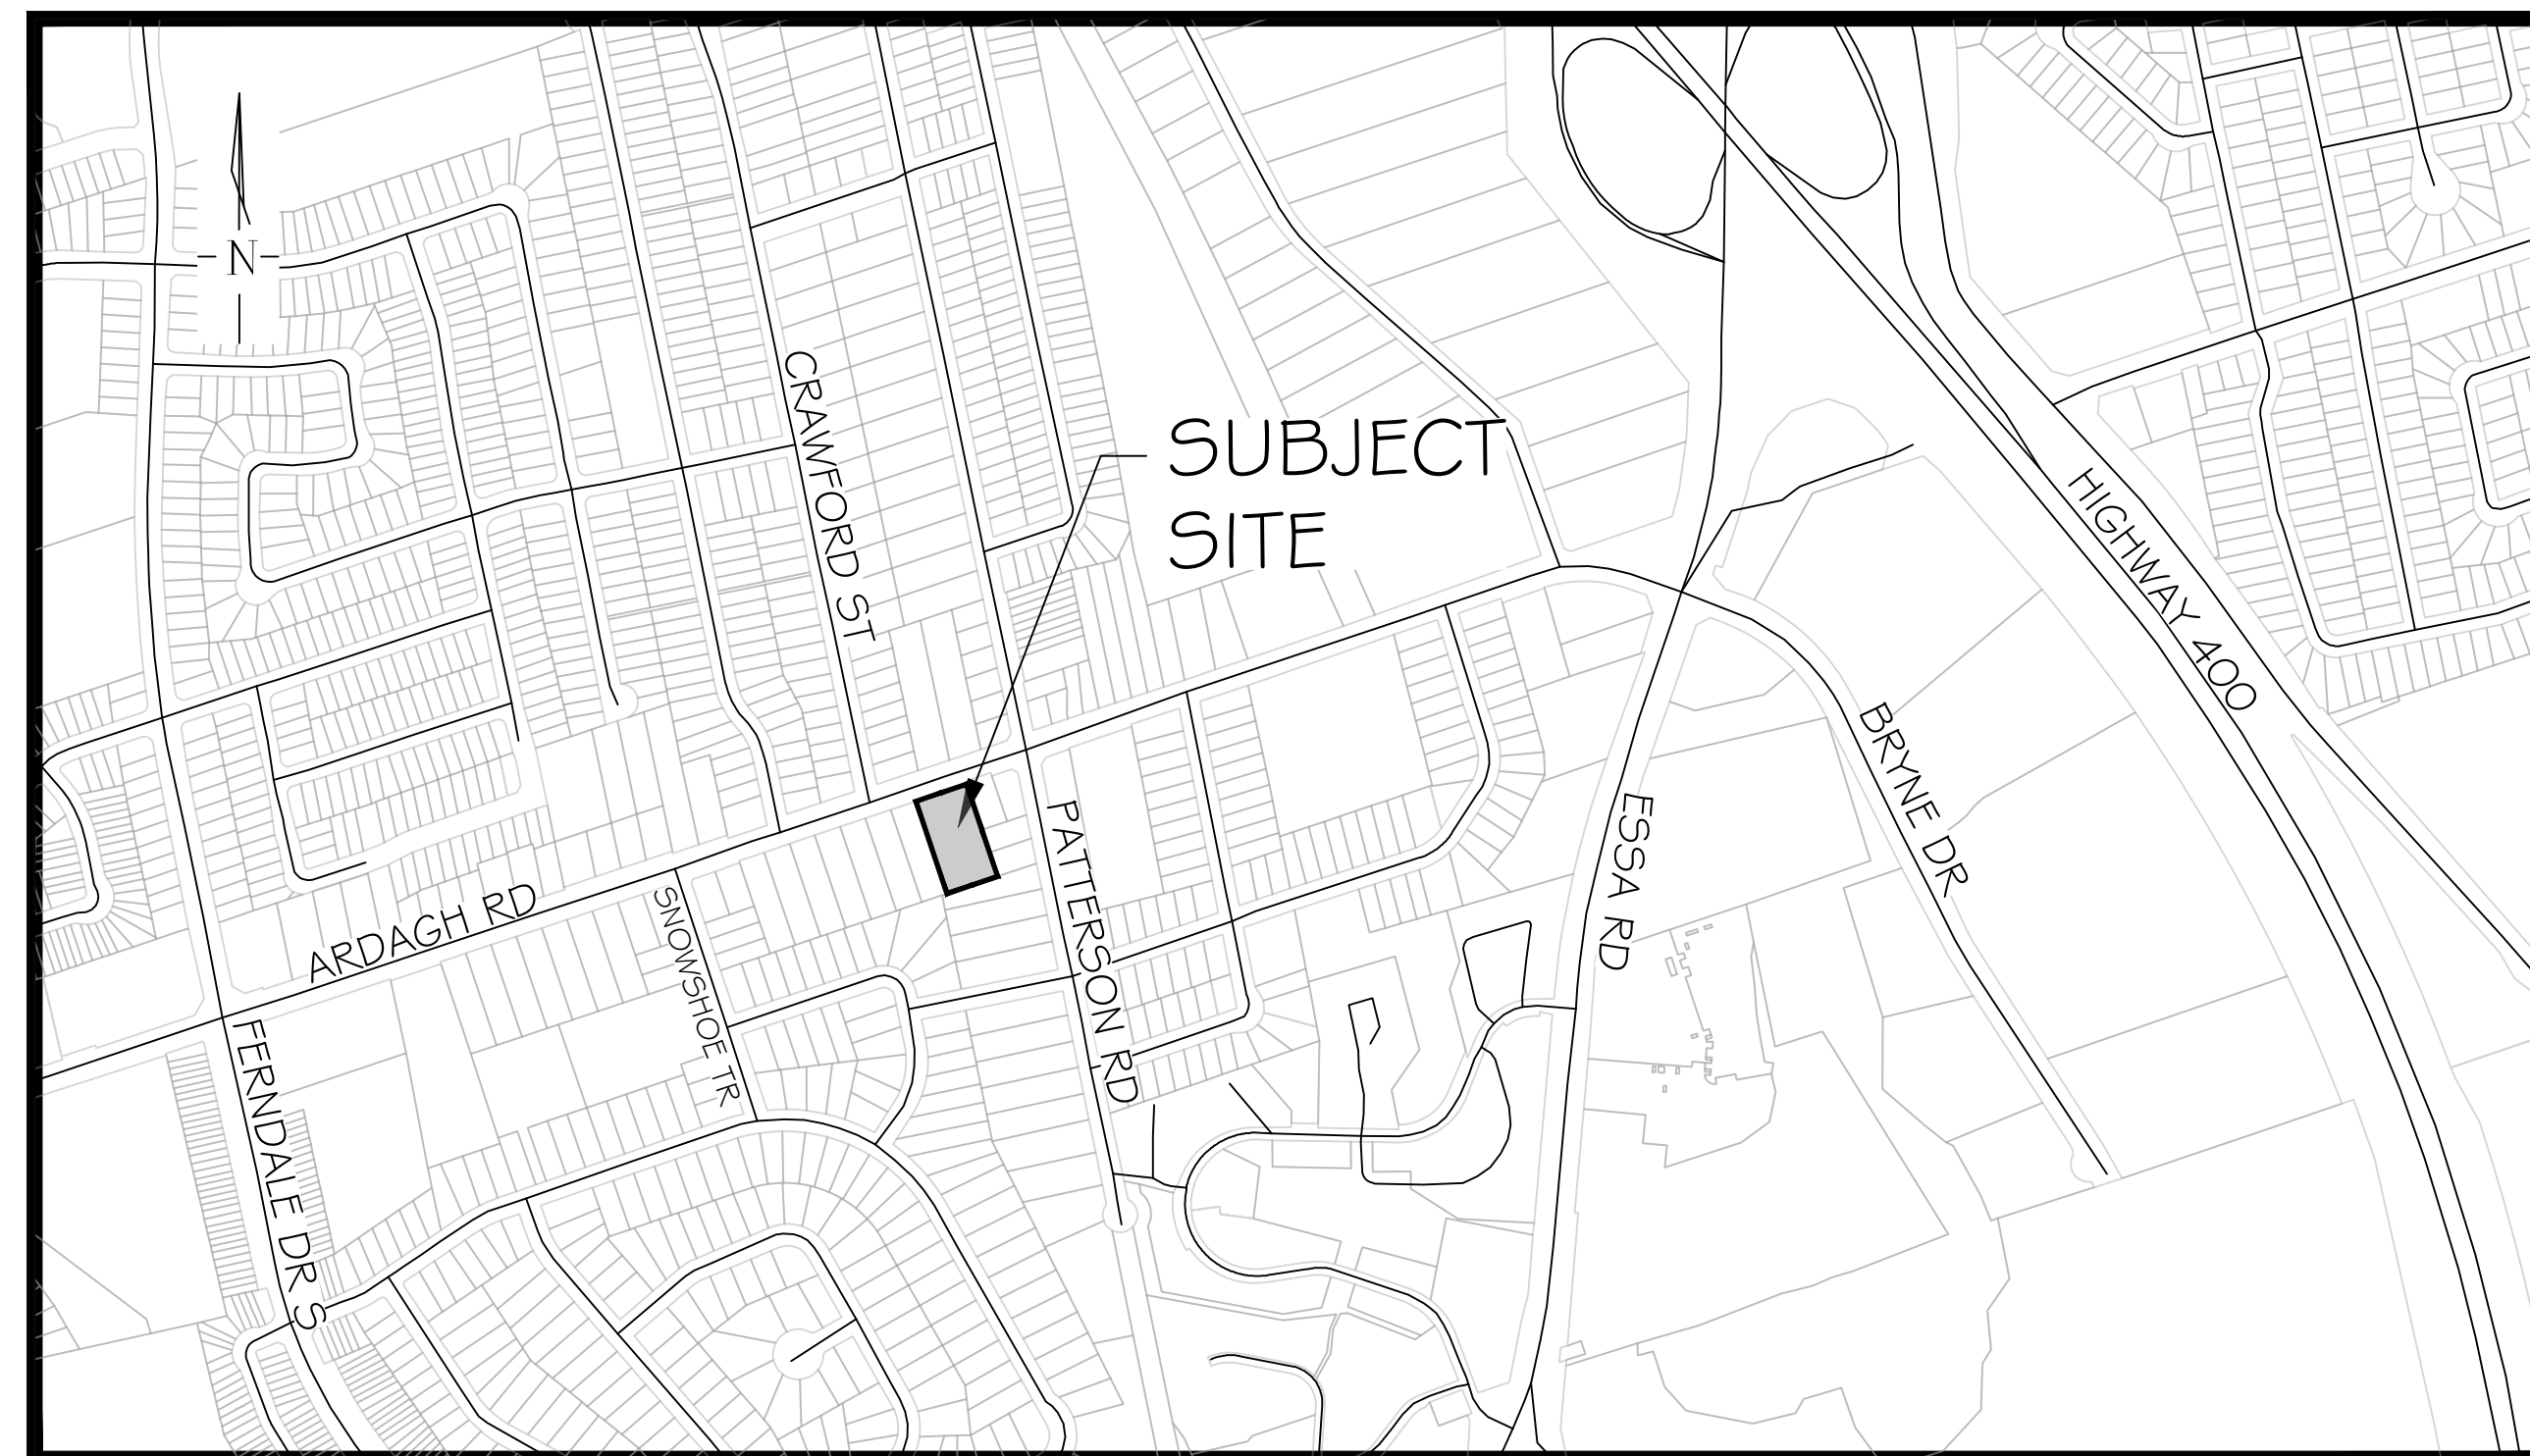 N
CRAWFORD ST
SUBJECT
SITE
HIGHWAY 400
BRYNE DR
ESSA RD
PATTERSON RD
ARDAGH RD
SNOWSHOE TR
FERNDALE DR S